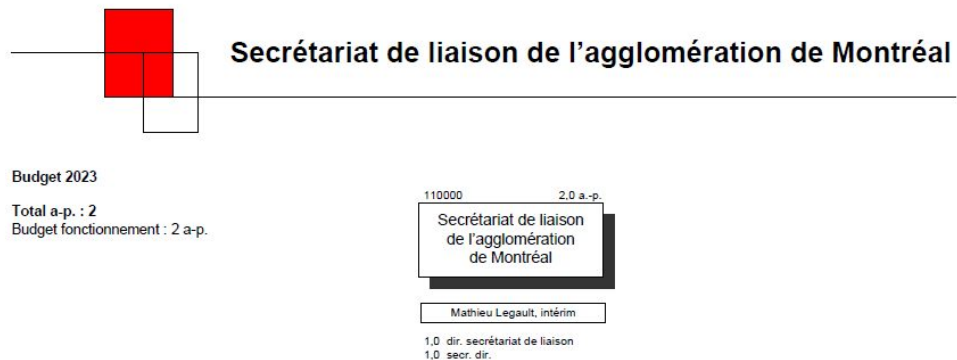 Secrétariat de liaison de l'agglomération de Montréal
Budget 2023
Total a-p. : 2
Budget fonctionnement : 2 a-p.
110000 2,0 a.-p.
Secrétariat de liaison
de l'agglomération
de Montréal
Mathieu Legault, intérim
1,0 dir. secrétariat de liaison
1,0 secr. dir.